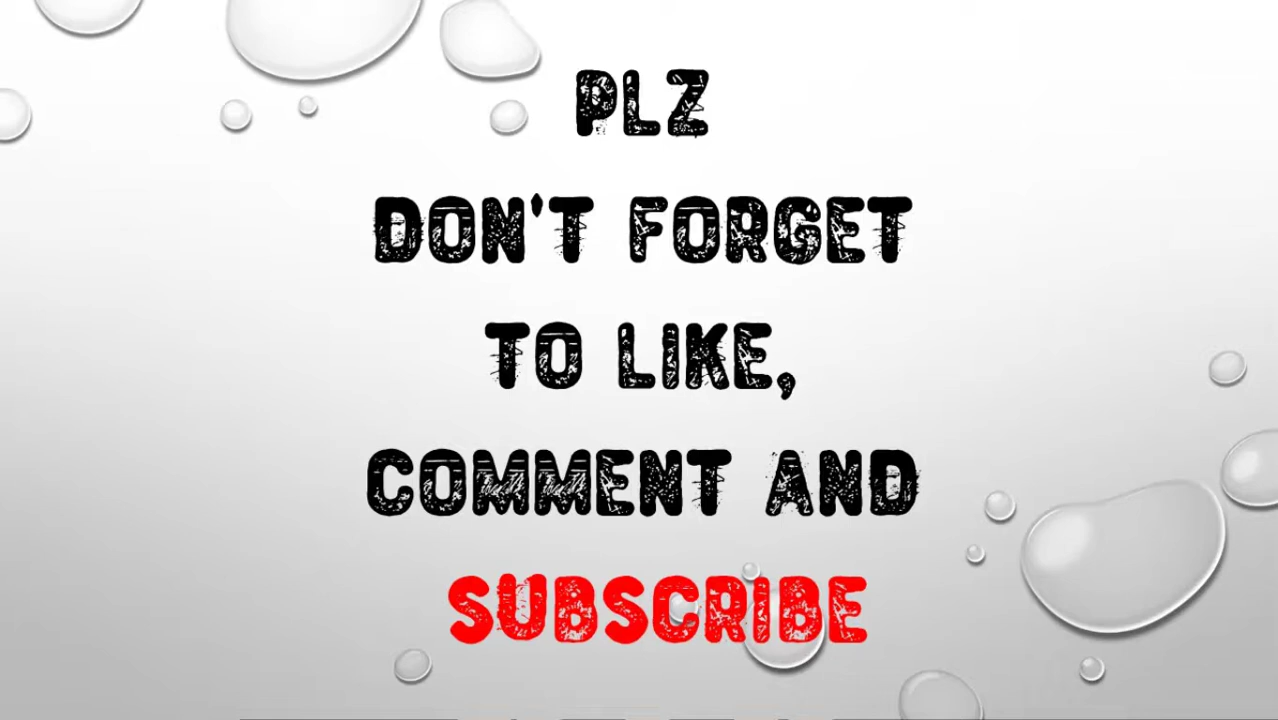 PLZ
DON'T FORGET
TO LIKE,
COMMENT AND
SUBSCRIBE